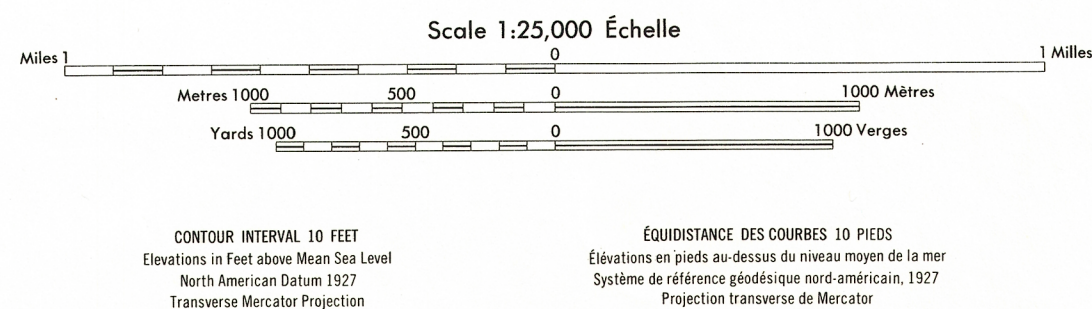 Scale 1:25,000 Échelle
Miles 1 0 1 Milles
Metres 1000 500 0 1000 Mètres
Yards 1000 500 0 1000 Verges
CONTOUR INTERVAL 10 FEET
Elevations in Feet above Mean Sea Level
North American Datum 1927
Transverse Mercator Projection
ÉQUIDISTANCE DES COURBES 10 PIEDS
Élévations en pieds au-dessus du niveau moyen de la mer
Système de référence géodésique nord-américain, 1927
Projection transverse de Mercator